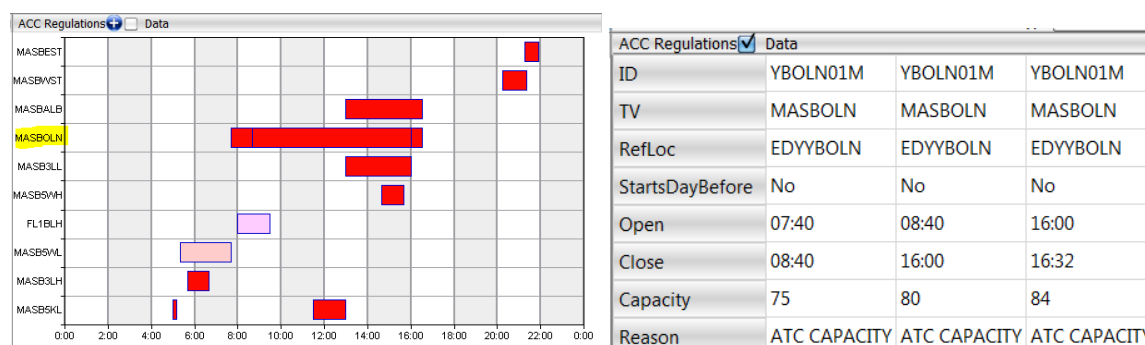 ACC Regulations Data
MASBEST
MASBWST
MASBALB
MASBOLN
MASB3LL
MASB5WH
FL1BLH
MASB5WL
MASB3LH
MASB5KL
0:00 2:00 4:00 6:00 8:00 10:00 12:00 14:00 16:00 18:00 20:00 22:00 0:00
ACC Regulations Data
ID YBOLN01M YBOLN01M YBOLN01M
TV MASBOLN MASBOLN MASBOLN
RefLoc EDYYBOLN EDYYBOLN EDYYBOLN
StartsDayBefore No No No
Open 07:40 08:40 16:00
Close 08:40 16:00 16:32
Capacity 75 80 84
Reason ATC CAPACITY ATC CAPACITY ATC CAPACITY